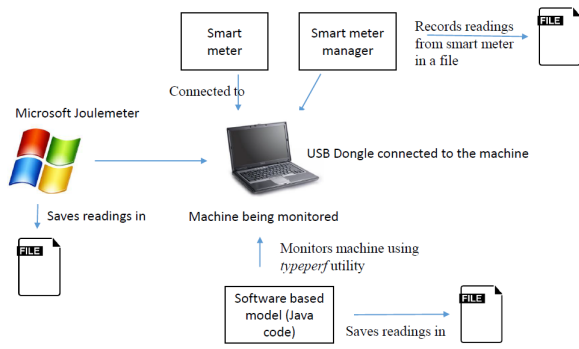 Smart
meter
Smart meter
manager
Records readings
from smart meter
in a file
FILE
Connected to
Microsoft Joulemeter
USB Dongle connected to the machine
Saves readings in
Machine being monitored
FILE
Monitors machine using
typeperf utility
Software based
model (Java
code)
Saves readings in
FILE